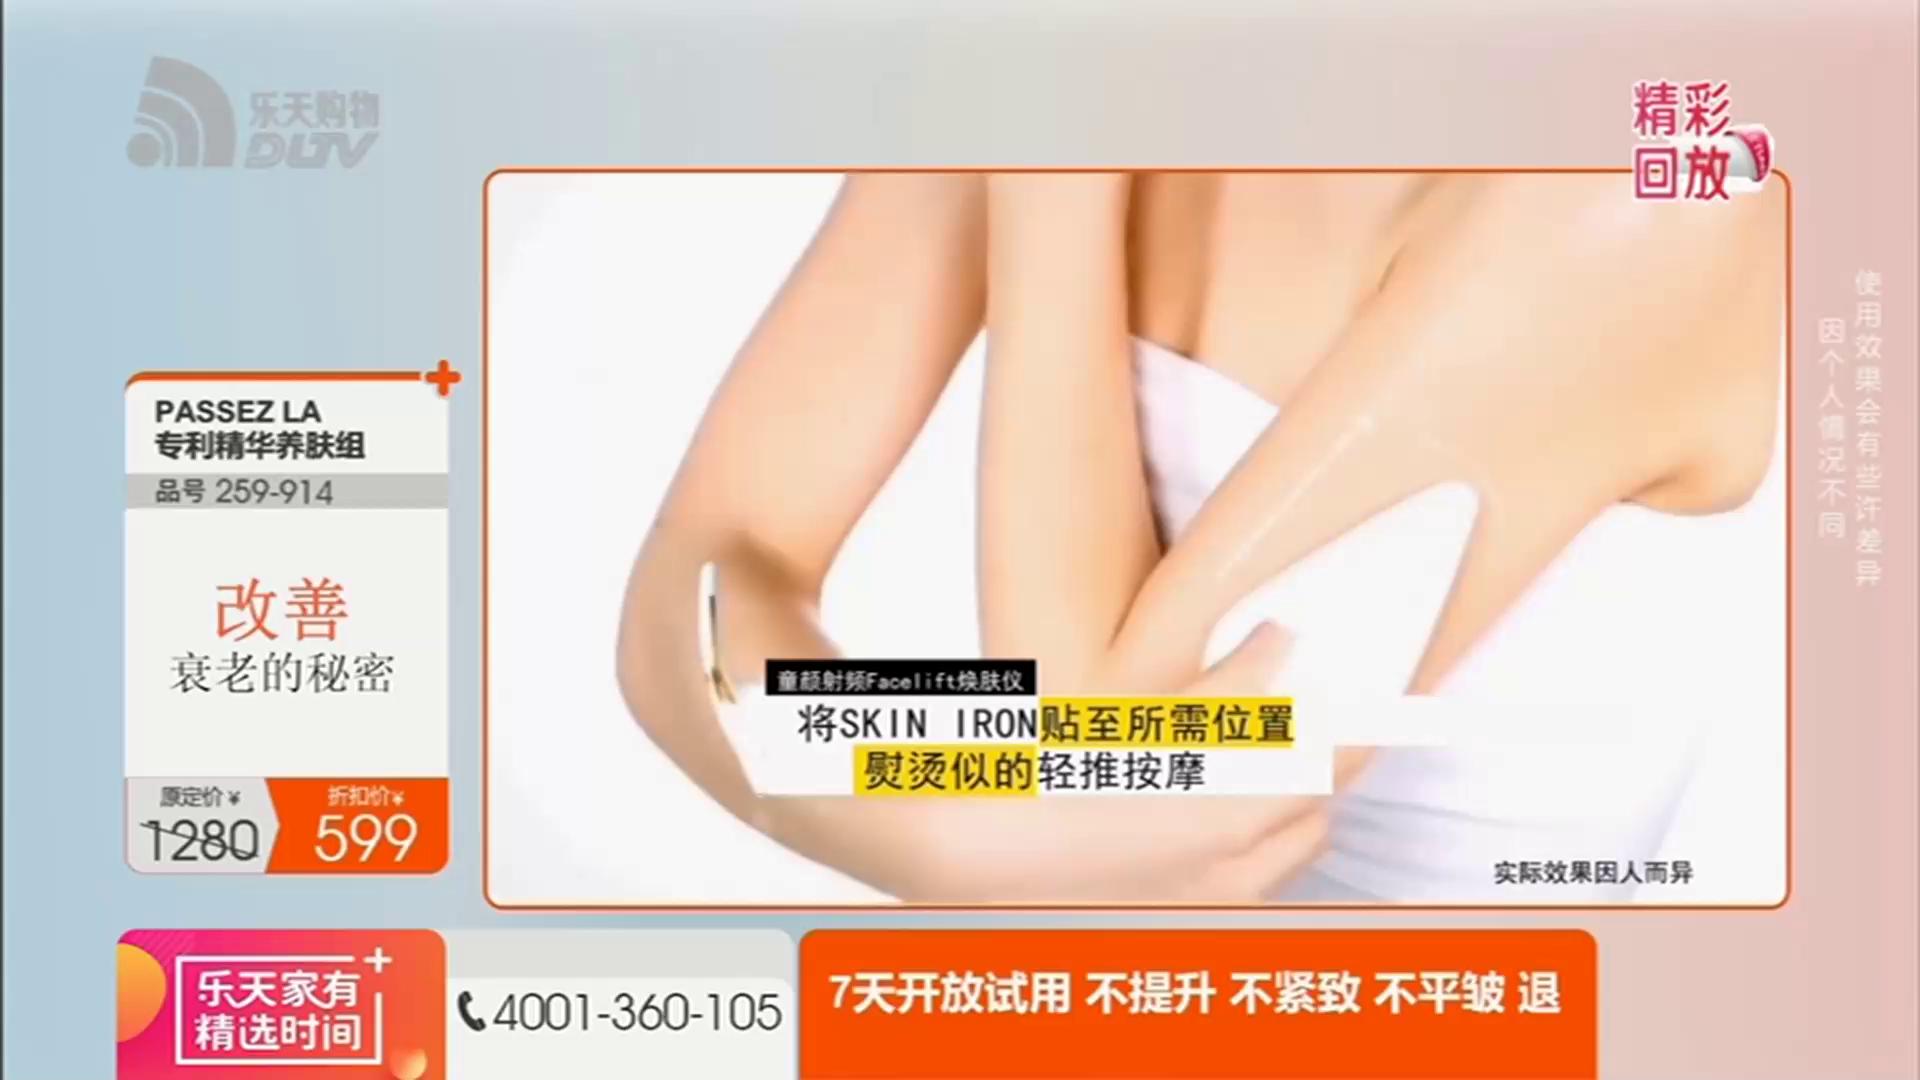 乐天购物
DLTV
精彩
回放
使用效果会有些许差异
因个人情况不同
PASSEZ LA
专利精华养肤组
品号 259-914
改善
衰老的秘密
原定价¥
1280
折扣价¥
599
童颜射频Facelift焕肤仪
将SKIN IRON贴至所需位置
熨烫似的轻推按摩
实际效果因人而异
乐天家有
精选时间
4001-360-105
7天开放试用 不提升 不紧致 不平皱 退